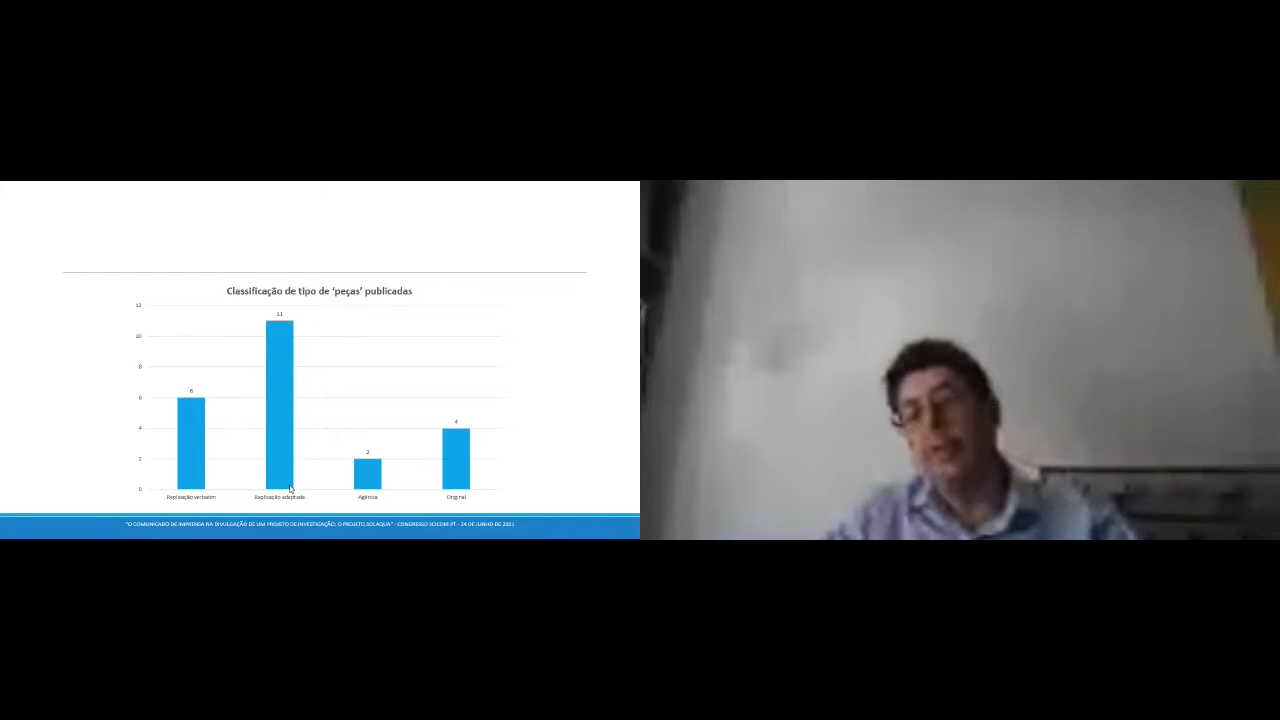 Classificação de tipo de 'peças' publicadas
12
10
8
6
4
2
0
6
11
2
4
Replicação verbatim
Replicação adaptada
Agência
Original
"O COMUNICADO DE IMPRENSA NA DIVULGAÇÃO DE UM PROJETO DE INVESTIGAÇÃO: O PROJETO SOLAQUA" - CONGRESSO SCICOM PT - 24 DE JUNHO DE 2021